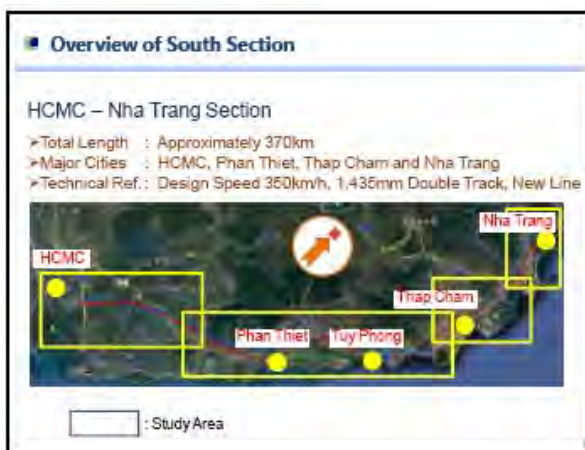 Overview of South Section
HCMC – Nha Trang Section
➢Total Length : Approximately 370km
➢Major Cities : HCMC, Phan Thiet, Thap Cham and Nha Trang
➢Technical Ref.: Design Speed 350km/h, 1.435mm Double Track, New Line
Nha Trang
HCMC
Thap Cham
Phan Thiet
Tuy Phong
: Study Area